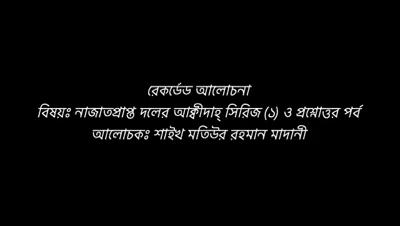 রেকর্ডেড আলোচনা
বিষয়ঃ নাজাতপ্রাপ্ত দলের আক্বীদাহ্ সিরিজ (১) ও প্রশ্নোত্তর পর্ব
আলোচকঃ শাইখ মতিউর রহমান মাদানী